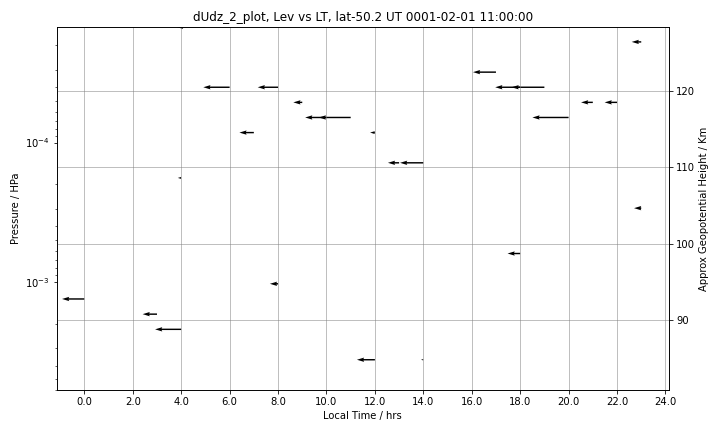 dUdz_2_plot, Lev vs LT, lat-50.2 UT 0001-02-01 11:00:00
Pressure / HPa
10⁻⁴
10⁻³
120
110
100
90
Approx Geopotential Height / Km
0.0 2.0 4.0 6.0 8.0 10.0 12.0 14.0 16.0 18.0 20.0 22.0 24.0
Local Time / hrs